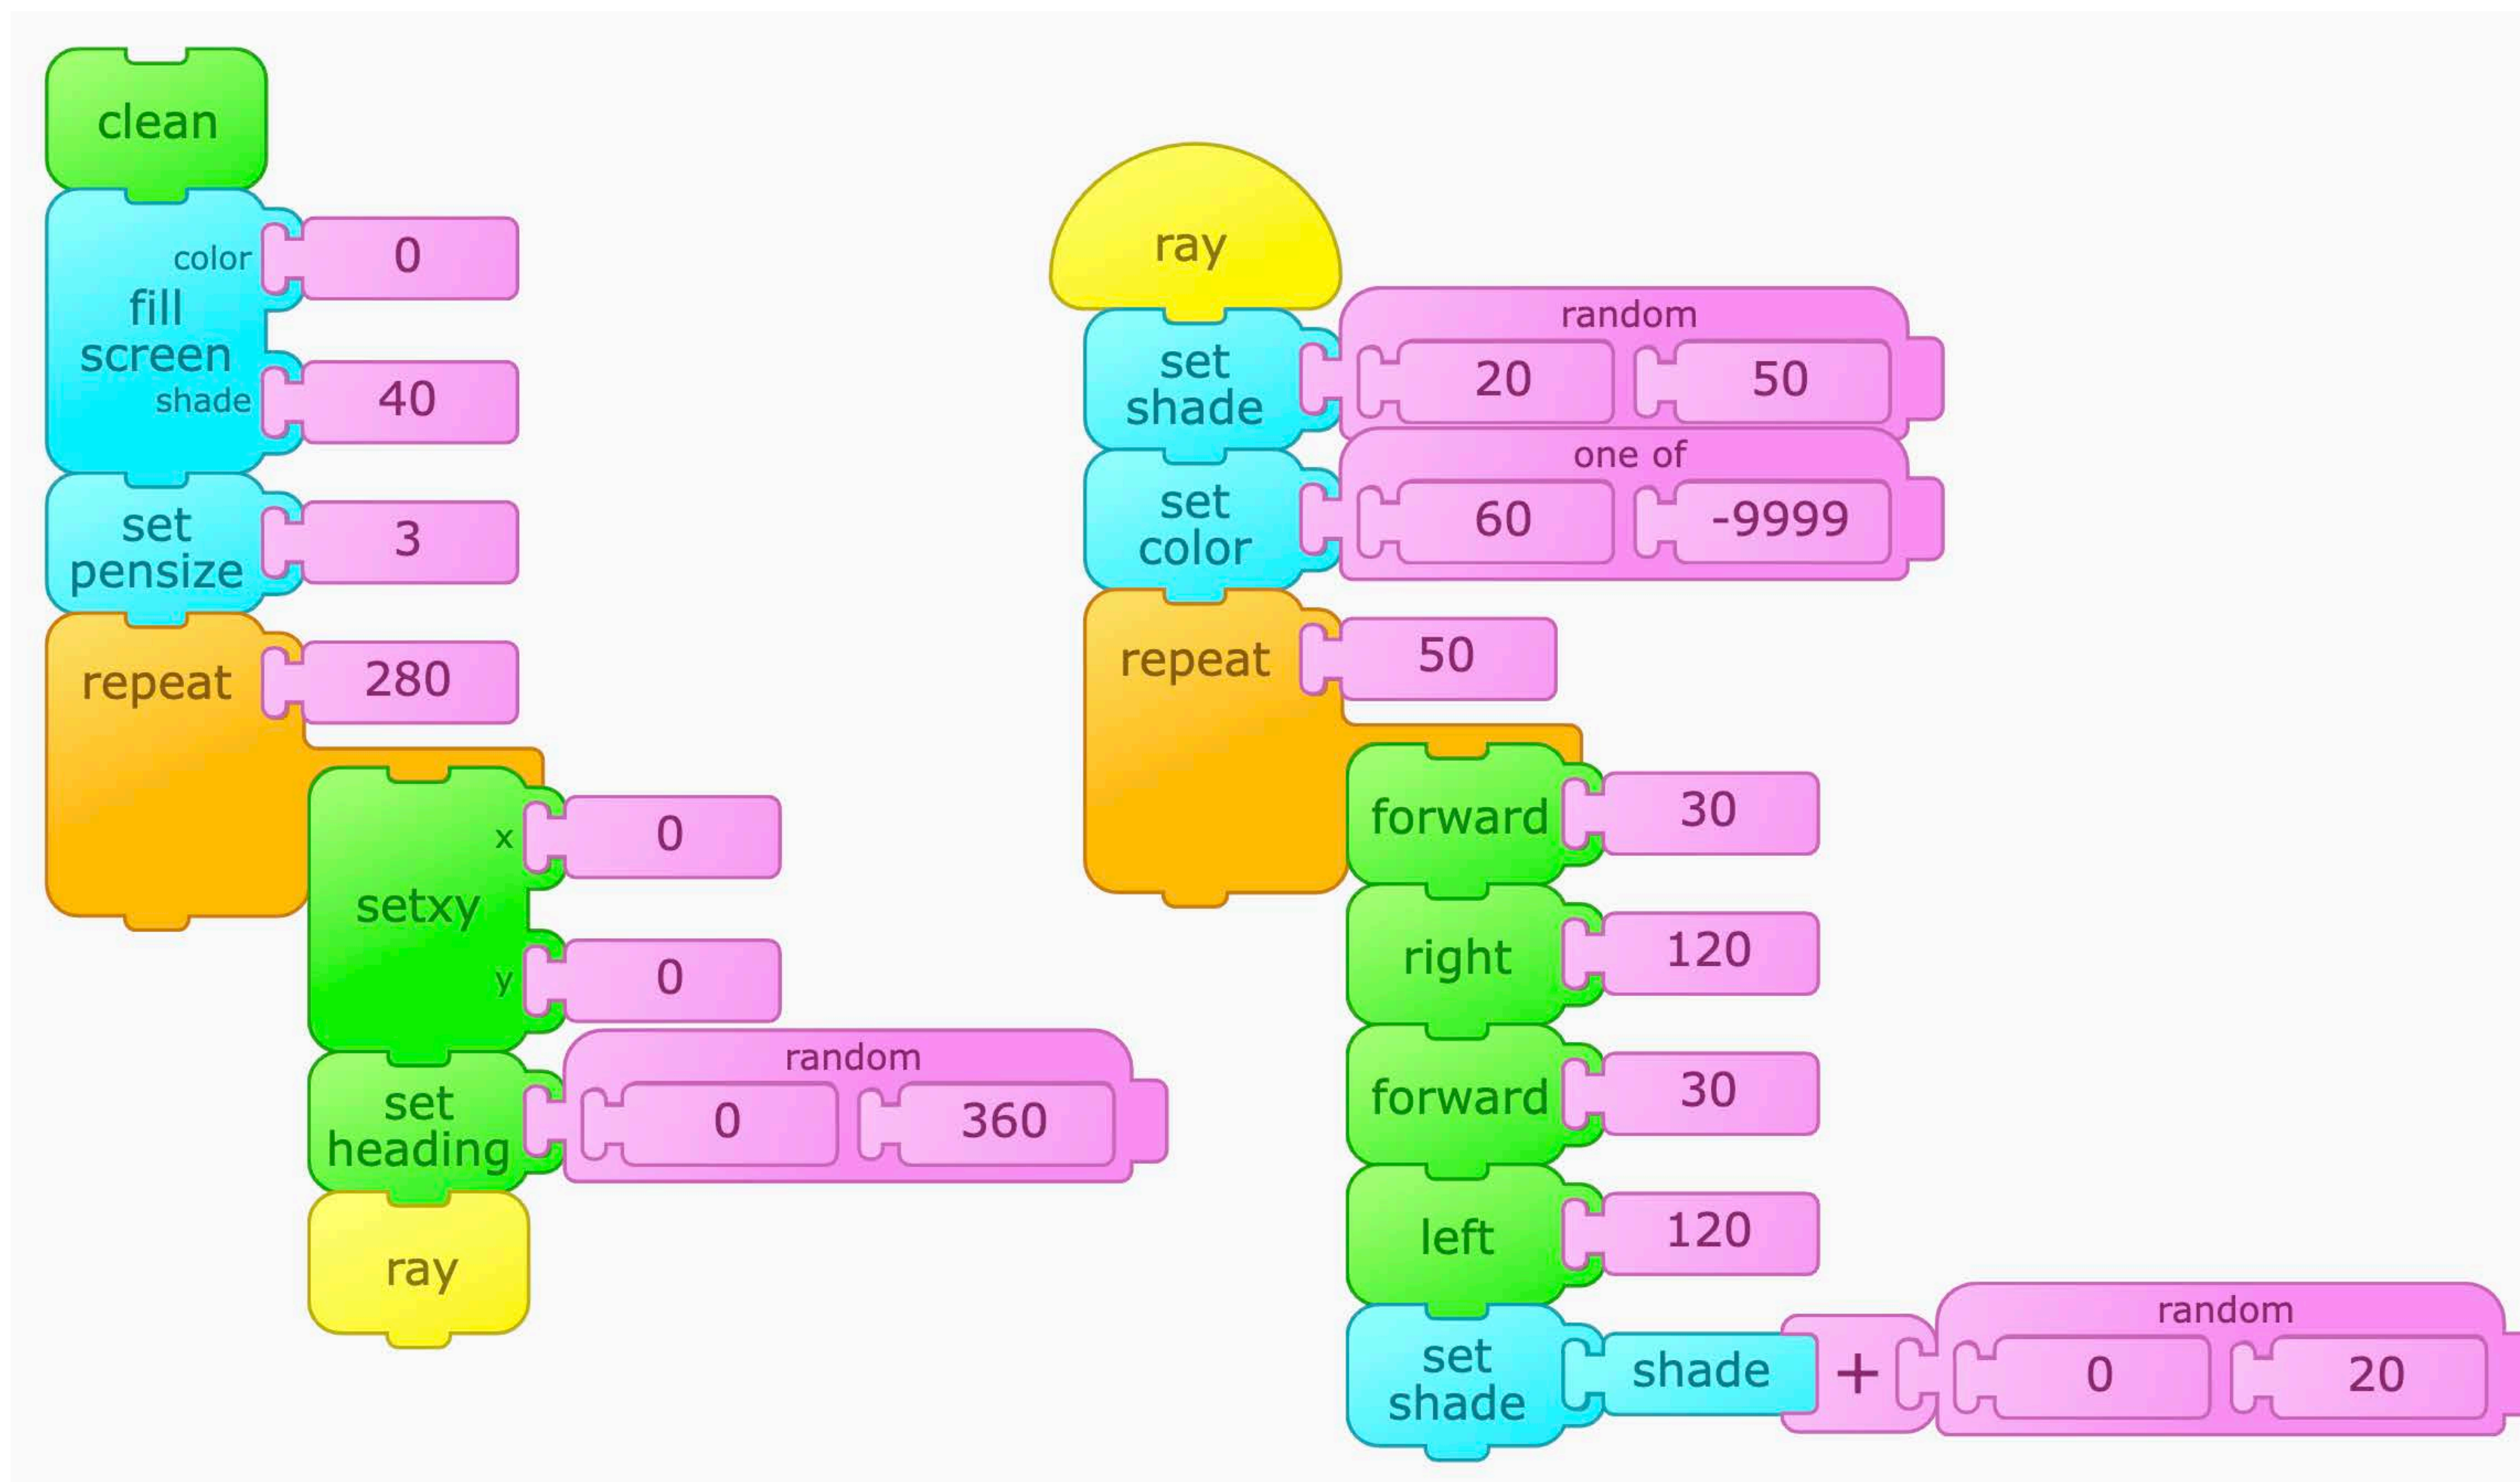 clean
color
0
fill
screen
shade
40
set
pensize
3
repeat
280
x
0
setxy
y
0
set
heading
random
0 360
ray
ray
set
shade
random
20 50
set
color
one of
60 -9999
repeat
50
forward
30
right
120
forward
30
left
120
set
shade
shade +
random
0 20